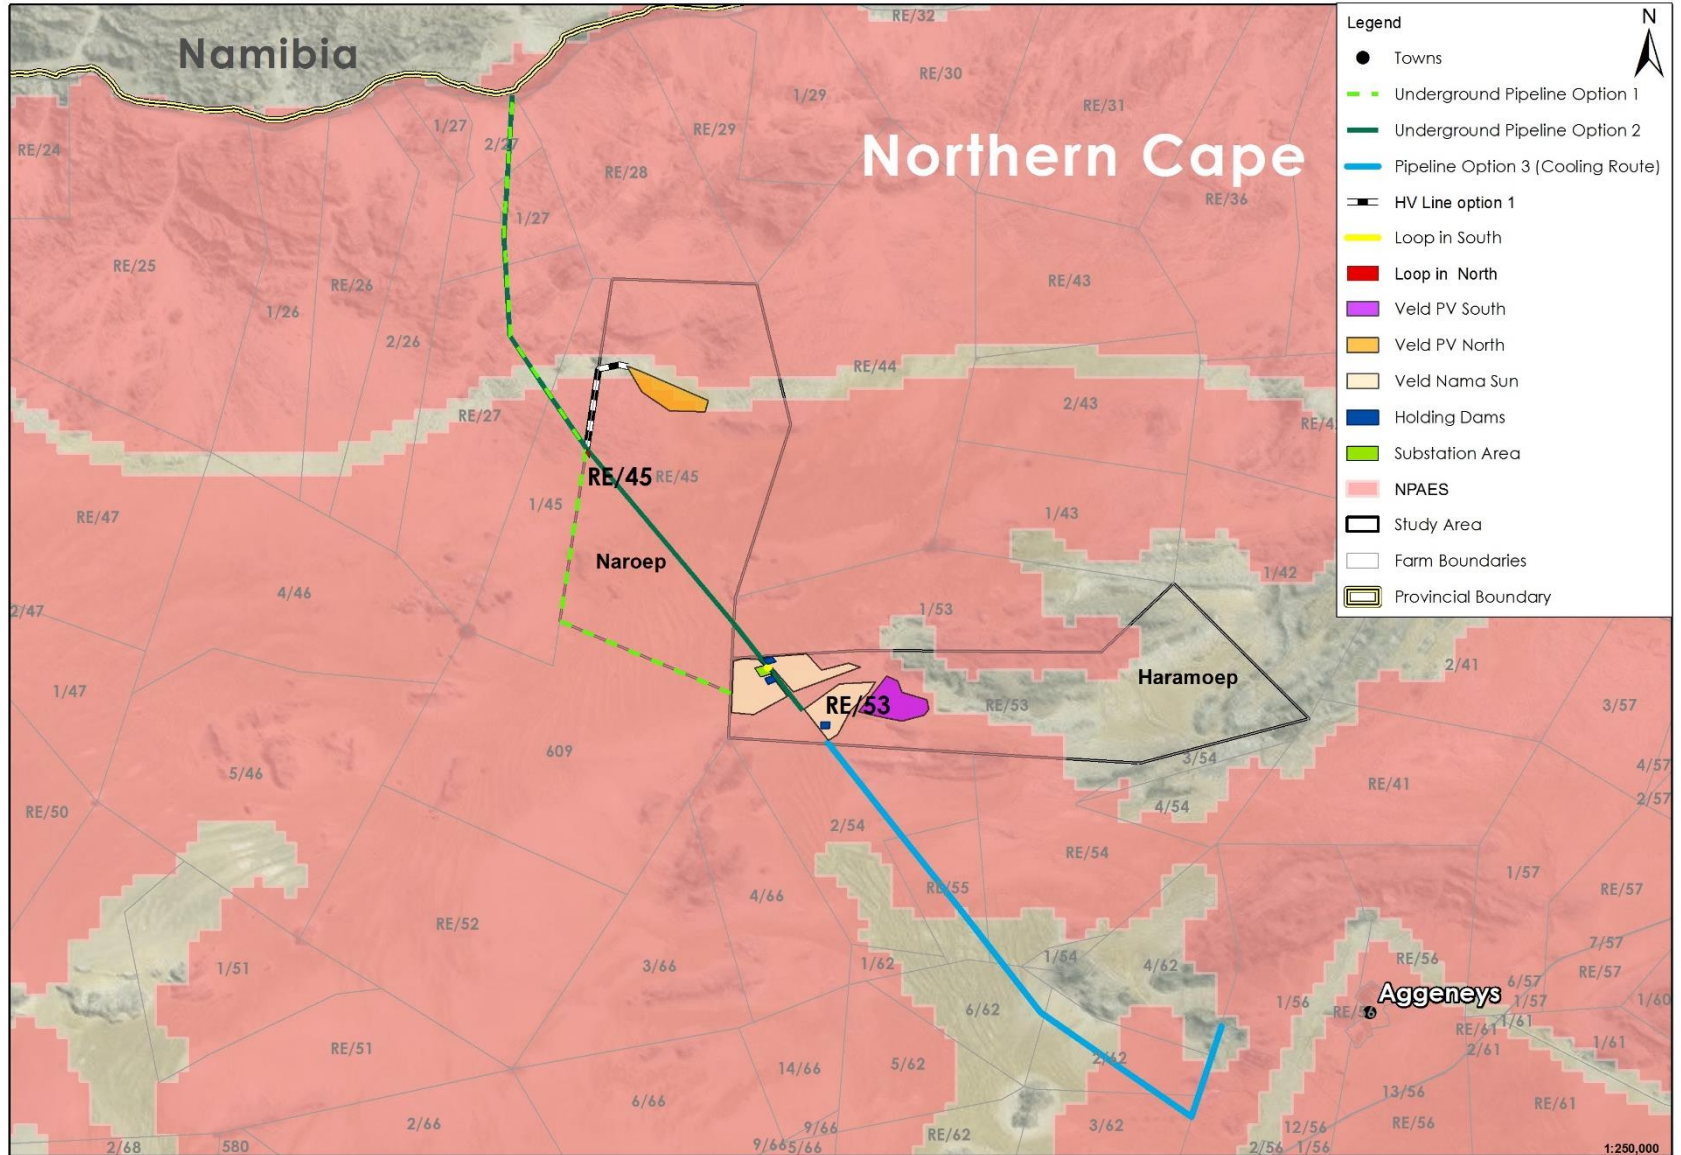 Namibia
Northern Cape
RE/32
RE/30
1/29
RE/31
1/27
RE/29
RE/24
2/27
RE/28
RE/36
1/27
RE/25
RE/26
RE/43
1/26
2/26
RE/44
2/43
RE/27
RE/45
RE/45
1/45
RE/47
1/43
Naroep
1/42
4/46
2/47
1/53
2/41
Haramoep
1/47
RE/53
RE/53
3/57
609
3/54
5/46
4/57
RE/41
2/57
4/54
RE/50
2/54
RE/54
1/57
RE/55
RE/57
4/66
RE/52
7/57
1/54
RE/56
3/66
1/62
4/62
1/51
RE/57
6/57
Aggeneys
1/56
1/57
1/60
6/62
1/61
RE/61
1/61
RE/51
2/61
2/62
5/62
14/66
13/56
6/66
RE/61
2/66
RE/56
3/62
12/56
9/66
RE/62
2/68
580
9/66
5/66
2/56
1/56
1:250,000
Legend
N
Towns
Underground Pipeline Option 1
Underground Pipeline Option 2
Pipeline Option 3 (Cooling Route)
HV Line option 1
Loop in South
Loop in North
Veld PV South
Veld PV North
Veld Nama Sun
Holding Dams
Substation Area
NPAES
Study Area
Farm Boundaries
Provincial Boundary